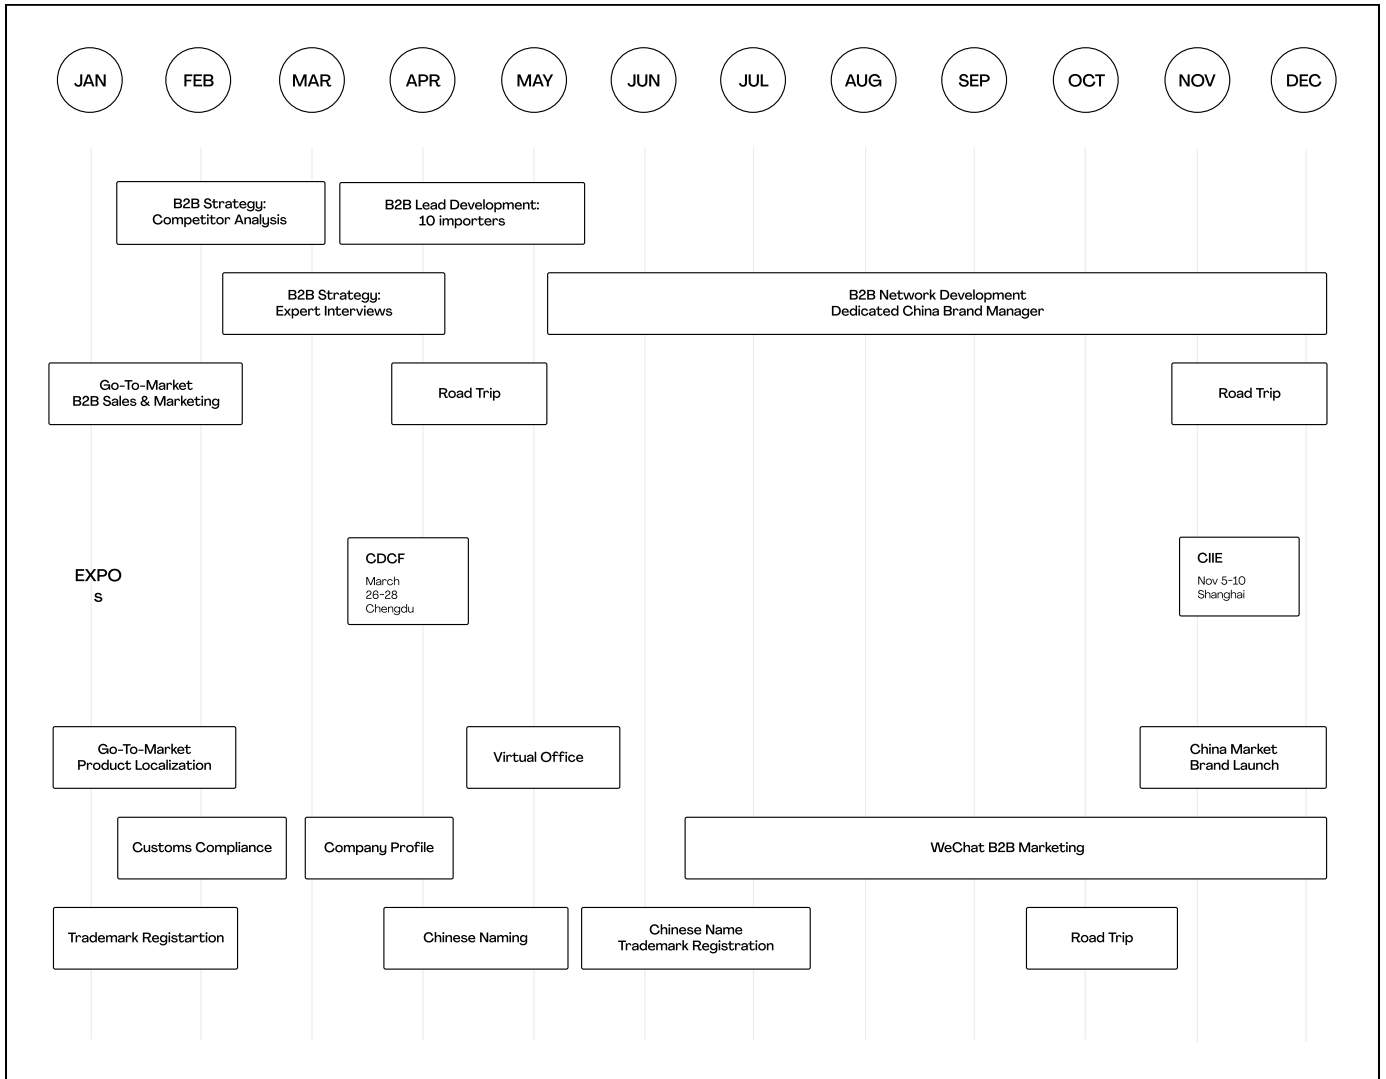 JAN
FEB
MAR
APR
MAY
JUN
JUL
AUG
SEP
OCT
NOV
DEC
B2B Strategy:
Competitor Analysis
B2B Lead Development:
10 importers
B2B Strategy:
Expert Interviews
B2B Network Development
Dedicated China Brand Manager
Go-To-Market
B2B Sales & Marketing
Road Trip
Road Trip
EXPO
s
CDCF
March
26-28
Chengdu
CIIE
Nov 5-10
Shanghai
Go-To-Market
Product Localization
Virtual Office
China Market
Brand Launch
Customs Compliance
Company Profile
WeChat B2B Marketing
Trademark Registartion
Chinese Naming
Chinese Name
Trademark Registration
Road Trip